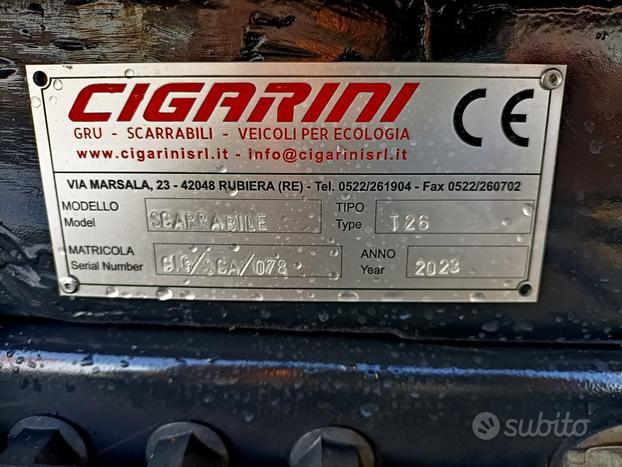 CIGARINI
CE
GRU - SCARRABILI - VEICOLI PER ECOLOGIA
www.cigarinisrl.it - info@cigarinisrl.it
VIA MARSALA, 23 - 42048 RUBIERA (RE) - Tel. 0522/261904 - Fax 0522/260702
MODELLO SCARRABILE TIPO T26
Model Type
MATRICOLA CIG/SCA/078 ANNO 2023
Serial Number Year
subito